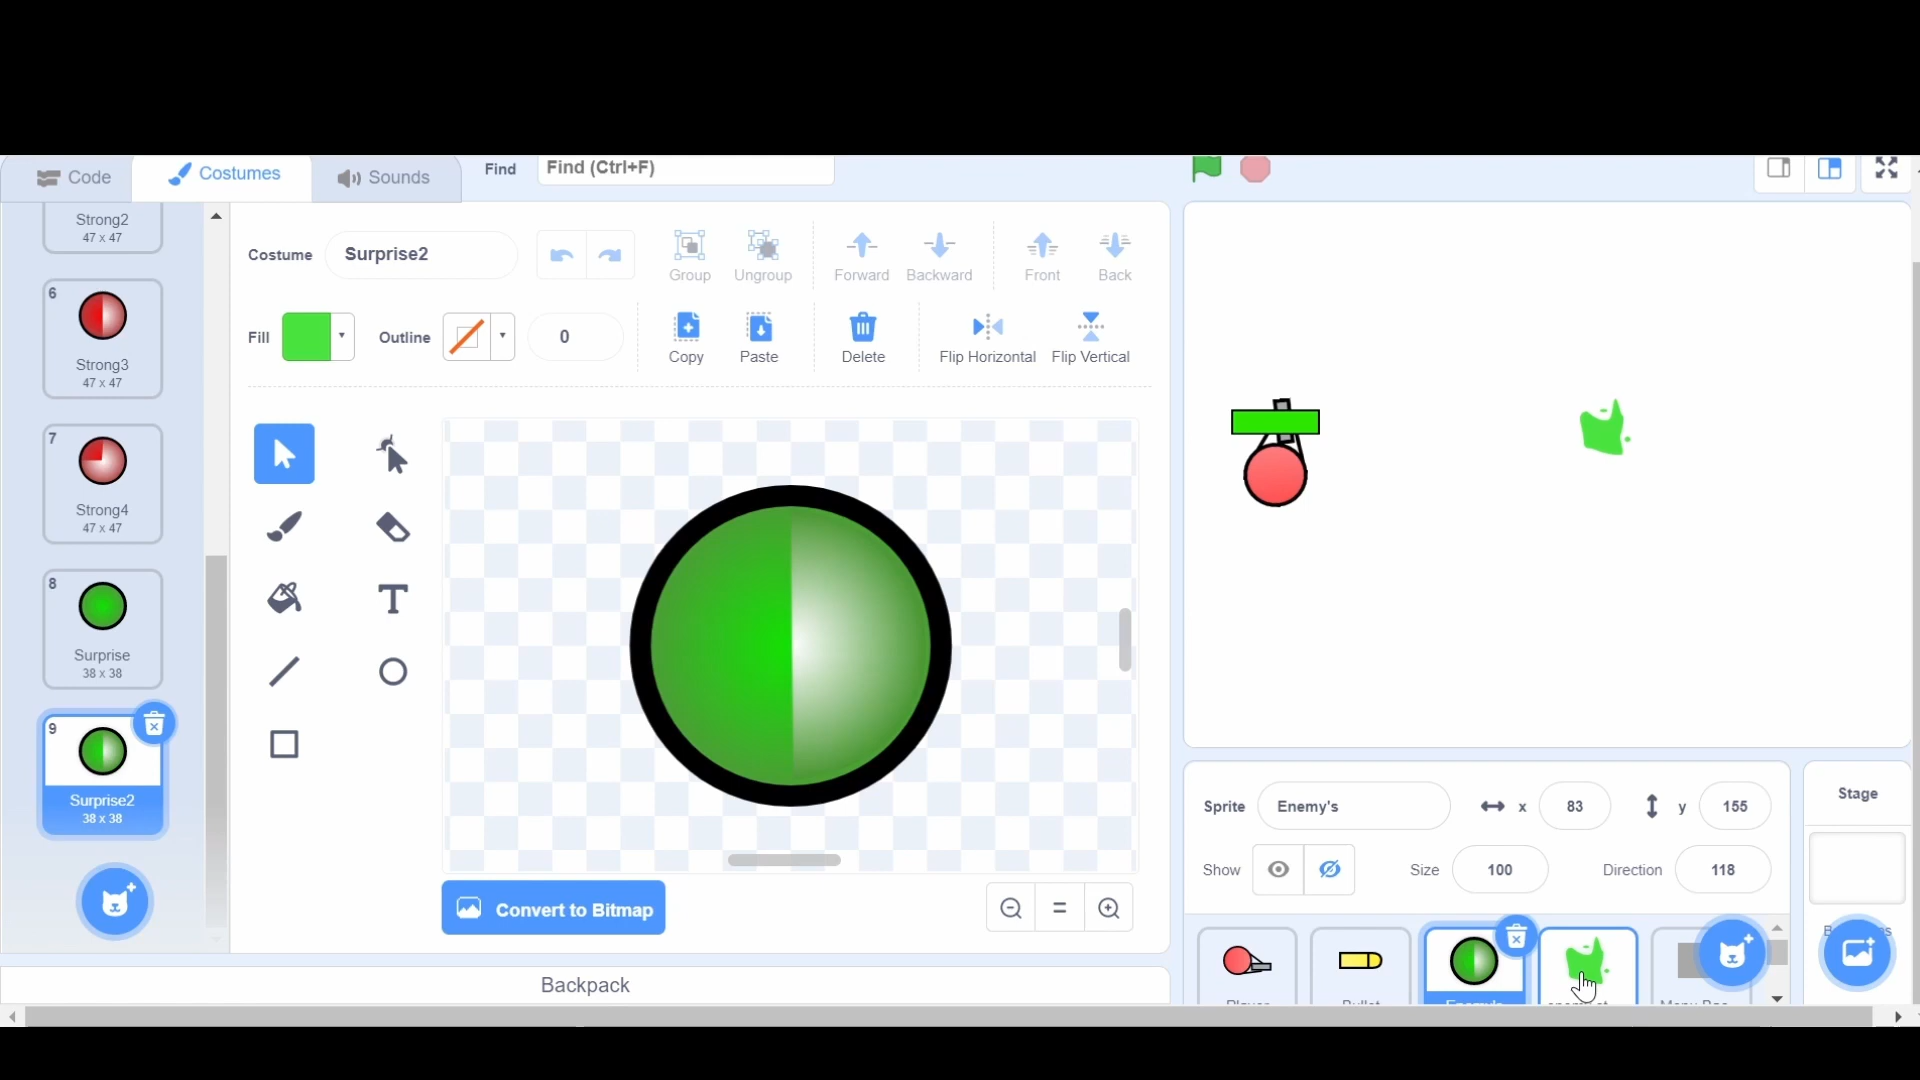 Code
Costumes
Sounds
Find
Find (Ctrl+F)
Strong2
47 x 47
6
Strong3
47 x 47
7
Strong4
47 x 47
8
Surprise
38 x 38
9
Surprise2
38 x 38
Costume
Surprise2
Group
Ungroup
Forward
Backward
Front
Back
Fill
Outline
0
Copy
Paste
Delete
Flip Horizontal
Flip Vertical
Convert to Bitmap
Backpack
Sprite
Enemy's
x
83
y
155
Show
Size
100
Direction
118
Stage
Player
Bullet
Enemy's